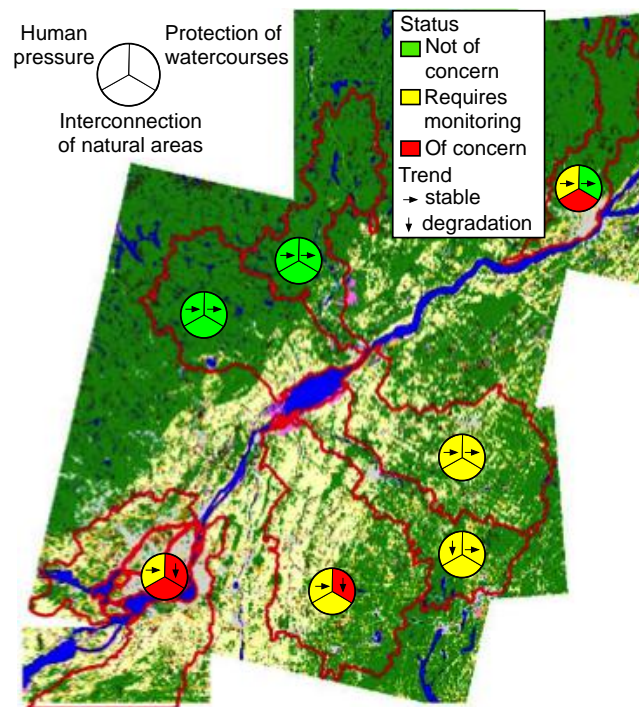 Human
pressure
Protection of
watercourses
Interconnection
of natural areas
Status
Not of
concern
Requires
monitoring
Of concern
Trend
stable
degradation